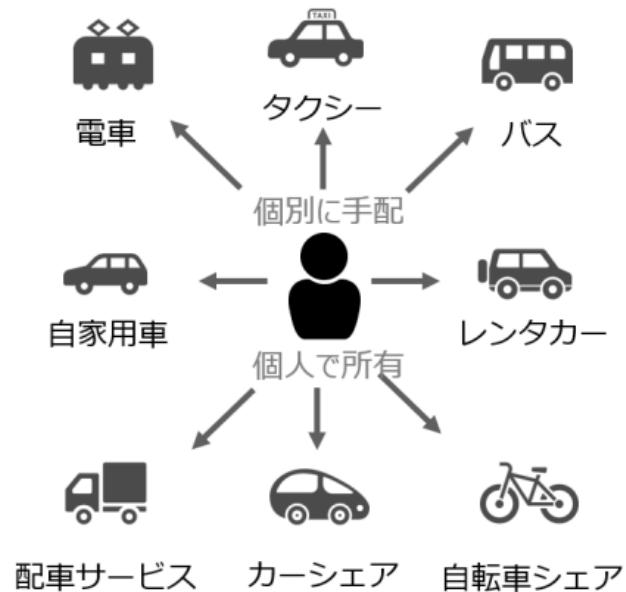 TAXI
電車
タクシー
バス
個別に手配
自家用車
レンタカー
個人で所有
配車サービス
カーシェア
自転車シェア